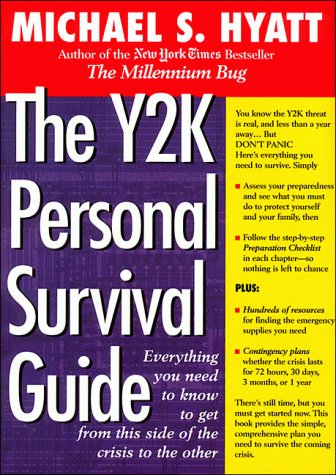 MICHAEL S. HYATT
Author of the New York Times Bestseller
The Millennium Bug
The Y2K
Personal
Survival
Guide
Everything
you need
to know
to get
from this side of the
crisis to the other
You know the Y2K threat
is real, and less than a year
away... But
DON'T PANIC
Here's everything you
need to survive. Simply
■ Assess your preparedness
and see what you must
do to protect yourself
and your family, then
■ Follow the step-by-step
Preparation Checklist
in each chapter—so
nothing is left to chance
PLUS:
■ Hundreds of resources
for finding the emergency
supplies you need
■ Contingency plans
whether the crisis lasts
for 72 hours, 30 days,
3 months, or 1 year
There's still time, but you
must get started now. This
book provides the simple,
comprehensive plan you
need to survive the coming
crisis.